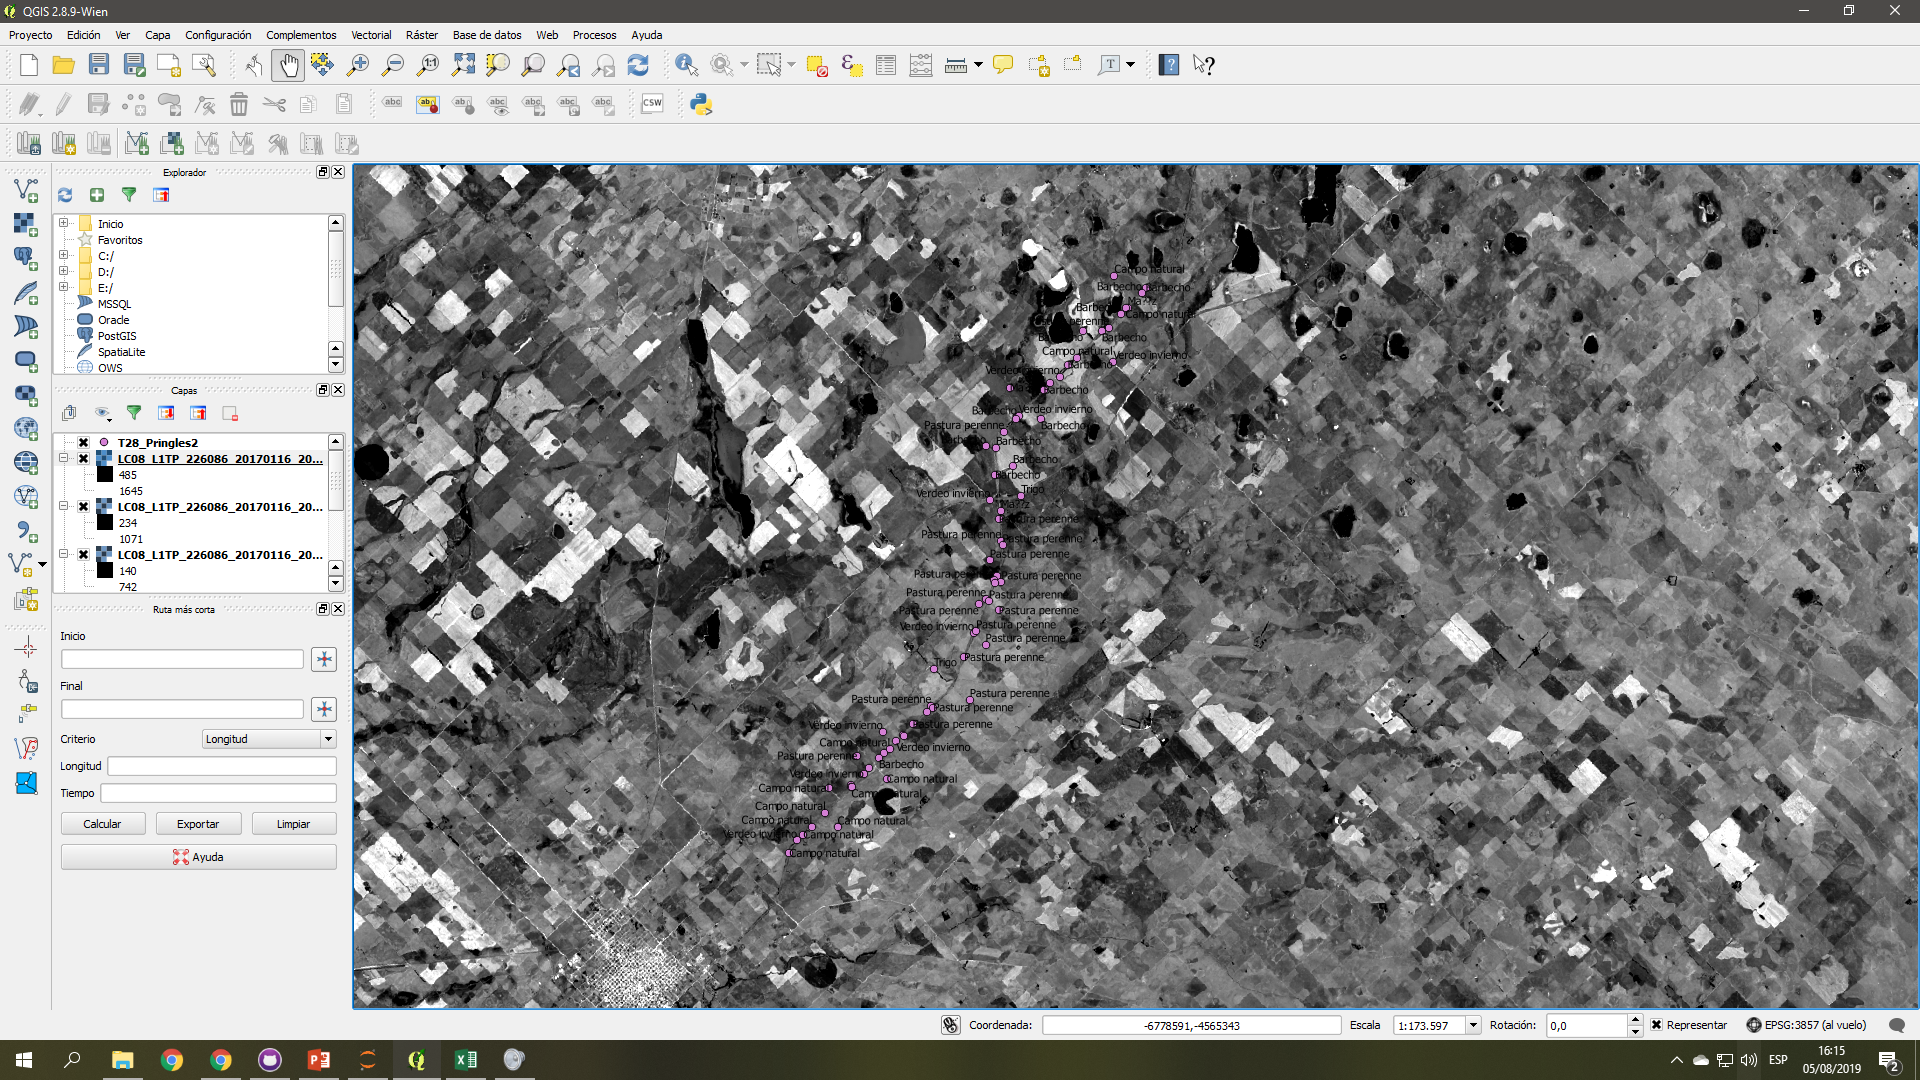 QGIS 2.8.9-Wien
Proyecto Edición Ver Capa Configuración Complementos Vectorial Ráster Base de datos Web Procesos Ayuda
Explorador
Inicio
Favoritos
C:/
D:/
E:/
MSSQL
Oracle
PostGIS
SpatiaLite
OWS
Capas
T28_Pringles2
LC08_L1TP_226086_20170116_20...
485
1645
LC08_L1TP_226086_20170116_20...
234
1071
LC08_L1TP_226086_20170116_20...
140
742
Ruta más corta
Inicio
Final
Criterio Longitud
Longitud
Tiempo
Calcular Exportar Limpiar
Ayuda
Campo natural
Barbecho
Campo natural
Barbecho
Campo natural
Verdeo invierno
Barbecho
Barbecho
Verdeo invierno
Pastura perenne
Barbecho
Barbecho
Barbecho
Barbecho
Verdeo invierno
Trigo
Pastura perenne
Pastura perenne
Pastura perenne
Pastura perenne
Pastura perenne
Pastura perenne
Pastura perenne
Pastura perenne
Verdeo invierno
Pastura perenne
Pastura perenne
Trigo
Pastura perenne
Pastura perenne
Pastura perenne
Pastura perenne
Verdeo invierno
Pastura perenne
Campo natural
Verdeo invierno
Pastura perenne
Barbecho
Verdeo invierno
Campo natural
Campo natural
Campo natural
Campo natural
Campo natural
Campo natural
Verdeo invierno
Campo natural
Campo natural
Coordenada: -6778591,-4565343 Escala 1:173.597 Rotación: 0,0 Representar EPSG:3857 (al vuelo)
ESP
16:15
05/08/2019
2